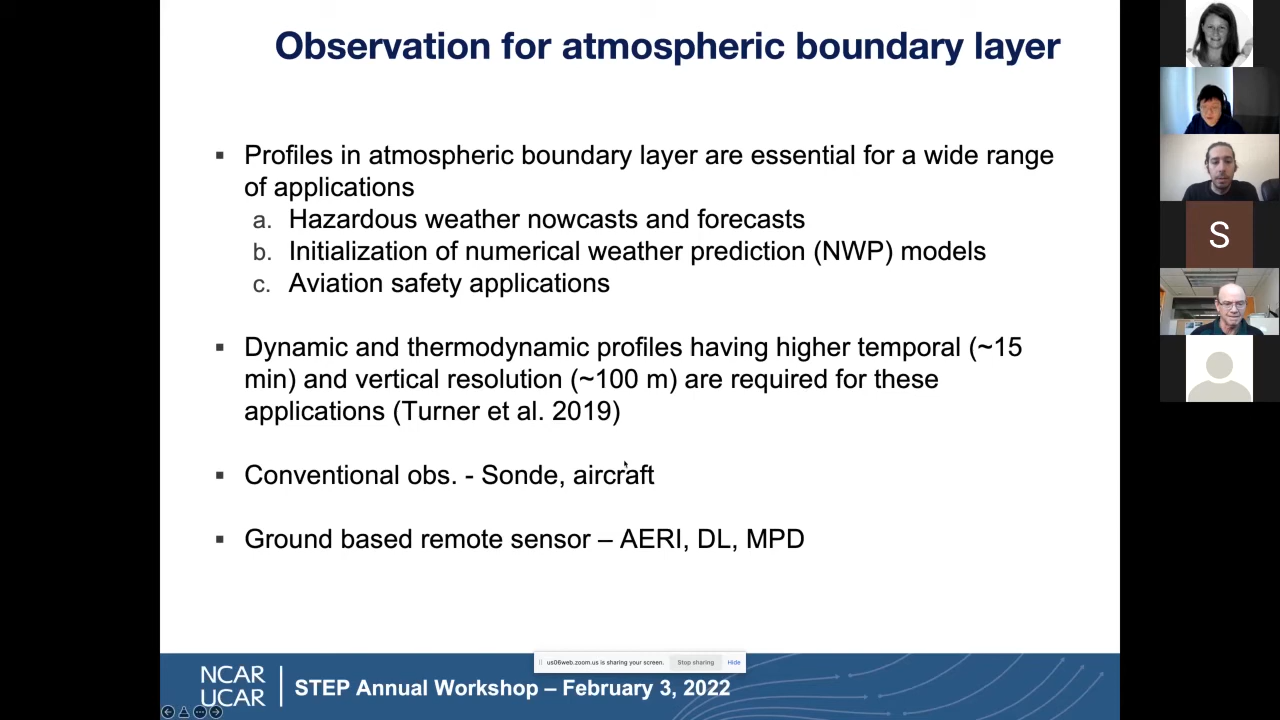 Observation for atmospheric boundary layer
▪ Profiles in atmospheric boundary layer are essential for a wide range
of applications
a. Hazardous weather nowcasts and forecasts
b. Initialization of numerical weather prediction (NWP) models
c. Aviation safety applications
▪ Dynamic and thermodynamic profiles having higher temporal (~15
min) and vertical resolution (~100 m) are required for these
applications (Turner et al. 2019)
▪ Conventional obs. - Sonde, aircraft
▪ Ground based remote sensor – AERI, DL, MPD
us06web.zoom.us is sharing your screen. Stop sharing Hide
NCAR
UCAR
STEP Annual Workshop – February 3, 2022
S